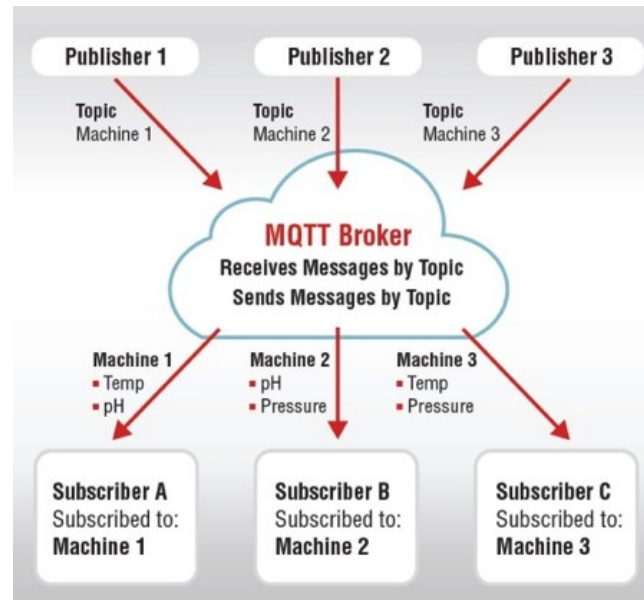 Publisher 1
Publisher 2
Publisher 3
Topic
Machine 1
Topic
Machine 2
Topic
Machine 3
MQTT Broker
Receives Messages by Topic
Sends Messages by Topic
Machine 1
▪ Temp
▪ pH
Machine 2
▪ pH
▪ Pressure
Machine 3
▪ Temp
▪ Pressure
Subscriber A
Subscribed to:
Machine 1
Subscriber B
Subscribed to:
Machine 2
Subscriber C
Subscribed to:
Machine 3